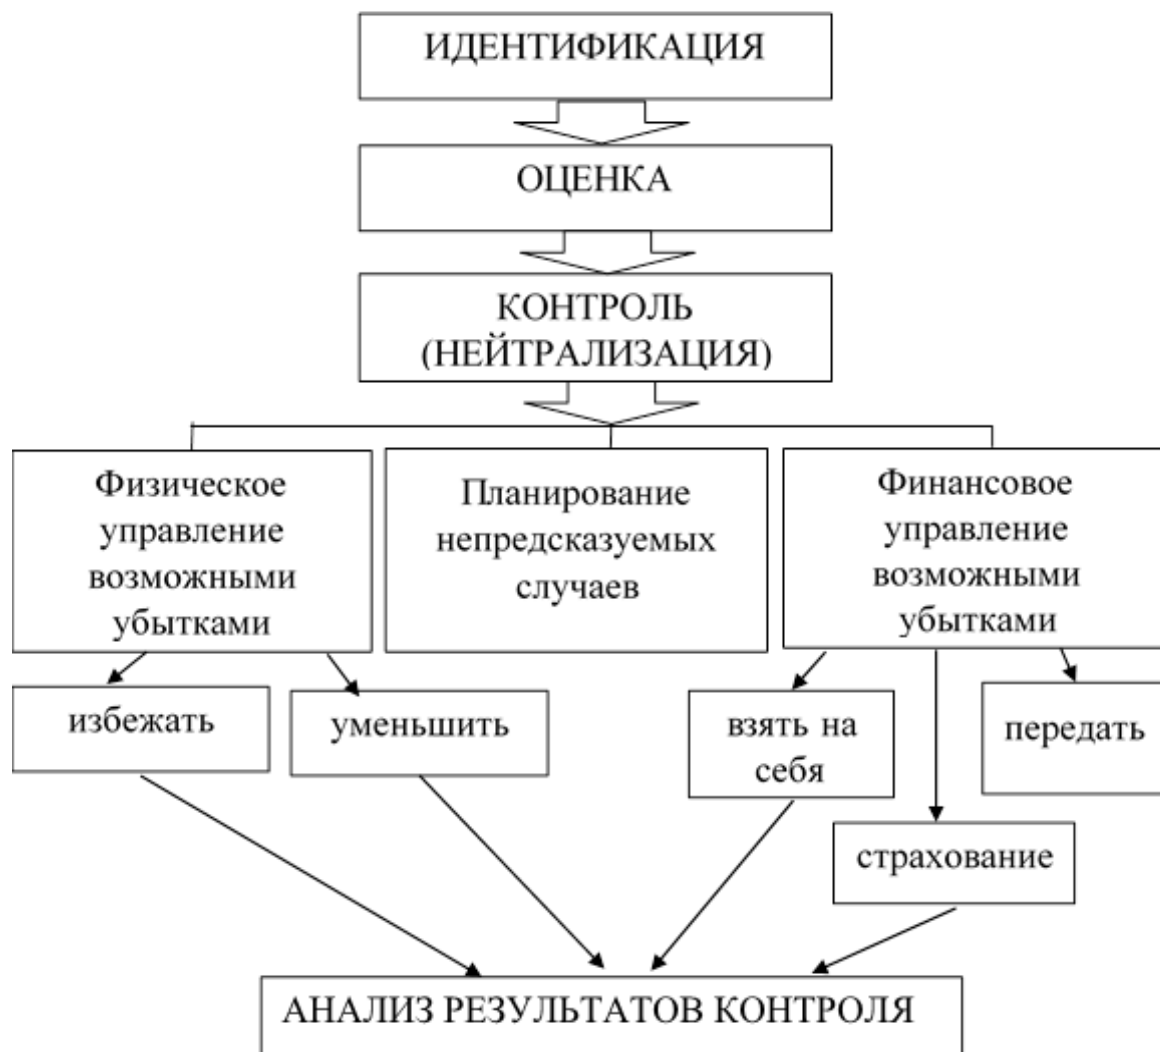 ИДЕНТИФИКАЦИЯ
ОЦЕНКА
КОНТРОЛЬ
(НЕЙТРАЛИЗАЦИЯ)
Физическое
управление
возможными
убытками
Планирование
непредсказуемых
случаев
Финансовое
управление
возможными
убытками
избежать
уменьшить
взять на
себя
передать
страхование
АНАЛИЗ РЕЗУЛЬТАТОВ КОНТРОЛЯ